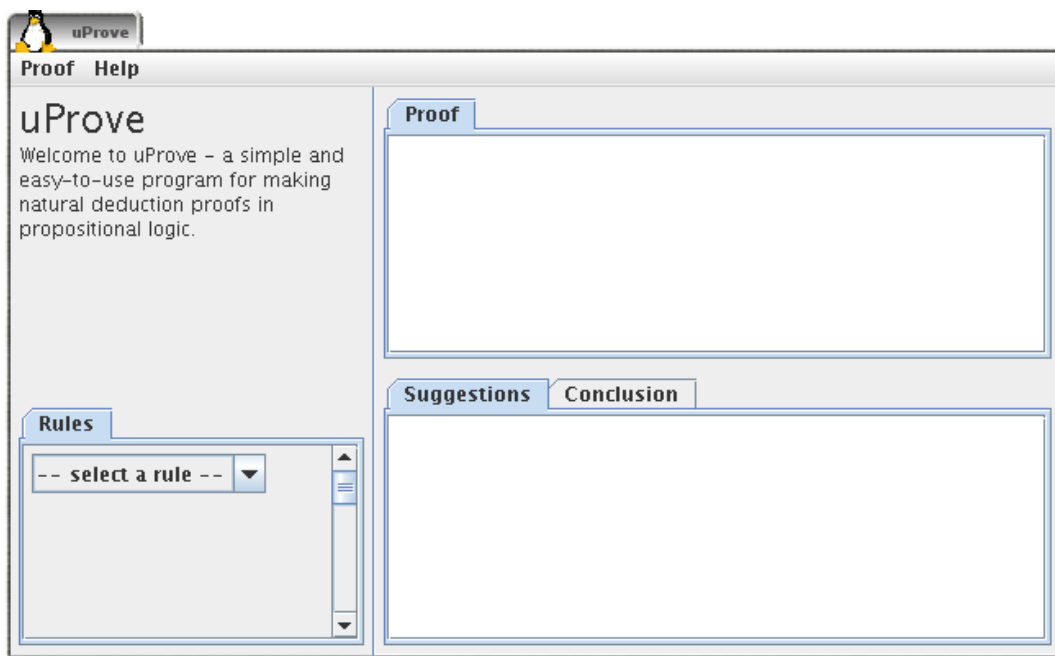 uProve
Proof Help
uProve
Welcome to uProve – a simple and
easy-to-use program for making
natural deduction proofs in
propositional logic.
Rules
-- select a rule --
Proof
Suggestions Conclusion